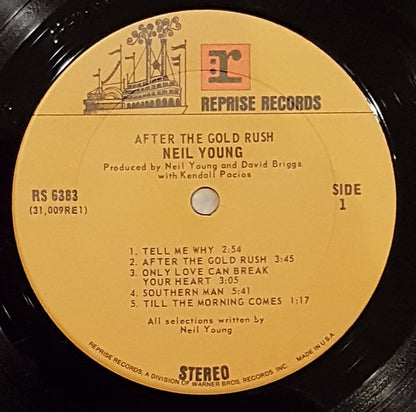 r
REPRISE RECORDS
AFTER THE GOLD RUSH
NEIL YOUNG
Produced by Neil Young and David Briggs
with Kendall Pacios
RS 6383
(31,009RE1)
SIDE
1
1. TELL ME WHY 2:54
2. AFTER THE GOLD RUSH 3:45
3. ONLY LOVE CAN BREAK
YOUR HEART 3:05
4. SOUTHERN MAN 5:41
5. TILL THE MORNING COMES 1:17
All selections written by
Neil Young
STEREO
REPRISE RECORDS, A DIVISION OF WARNER BROS. RECORDS, INC. MADE IN U.S.A.